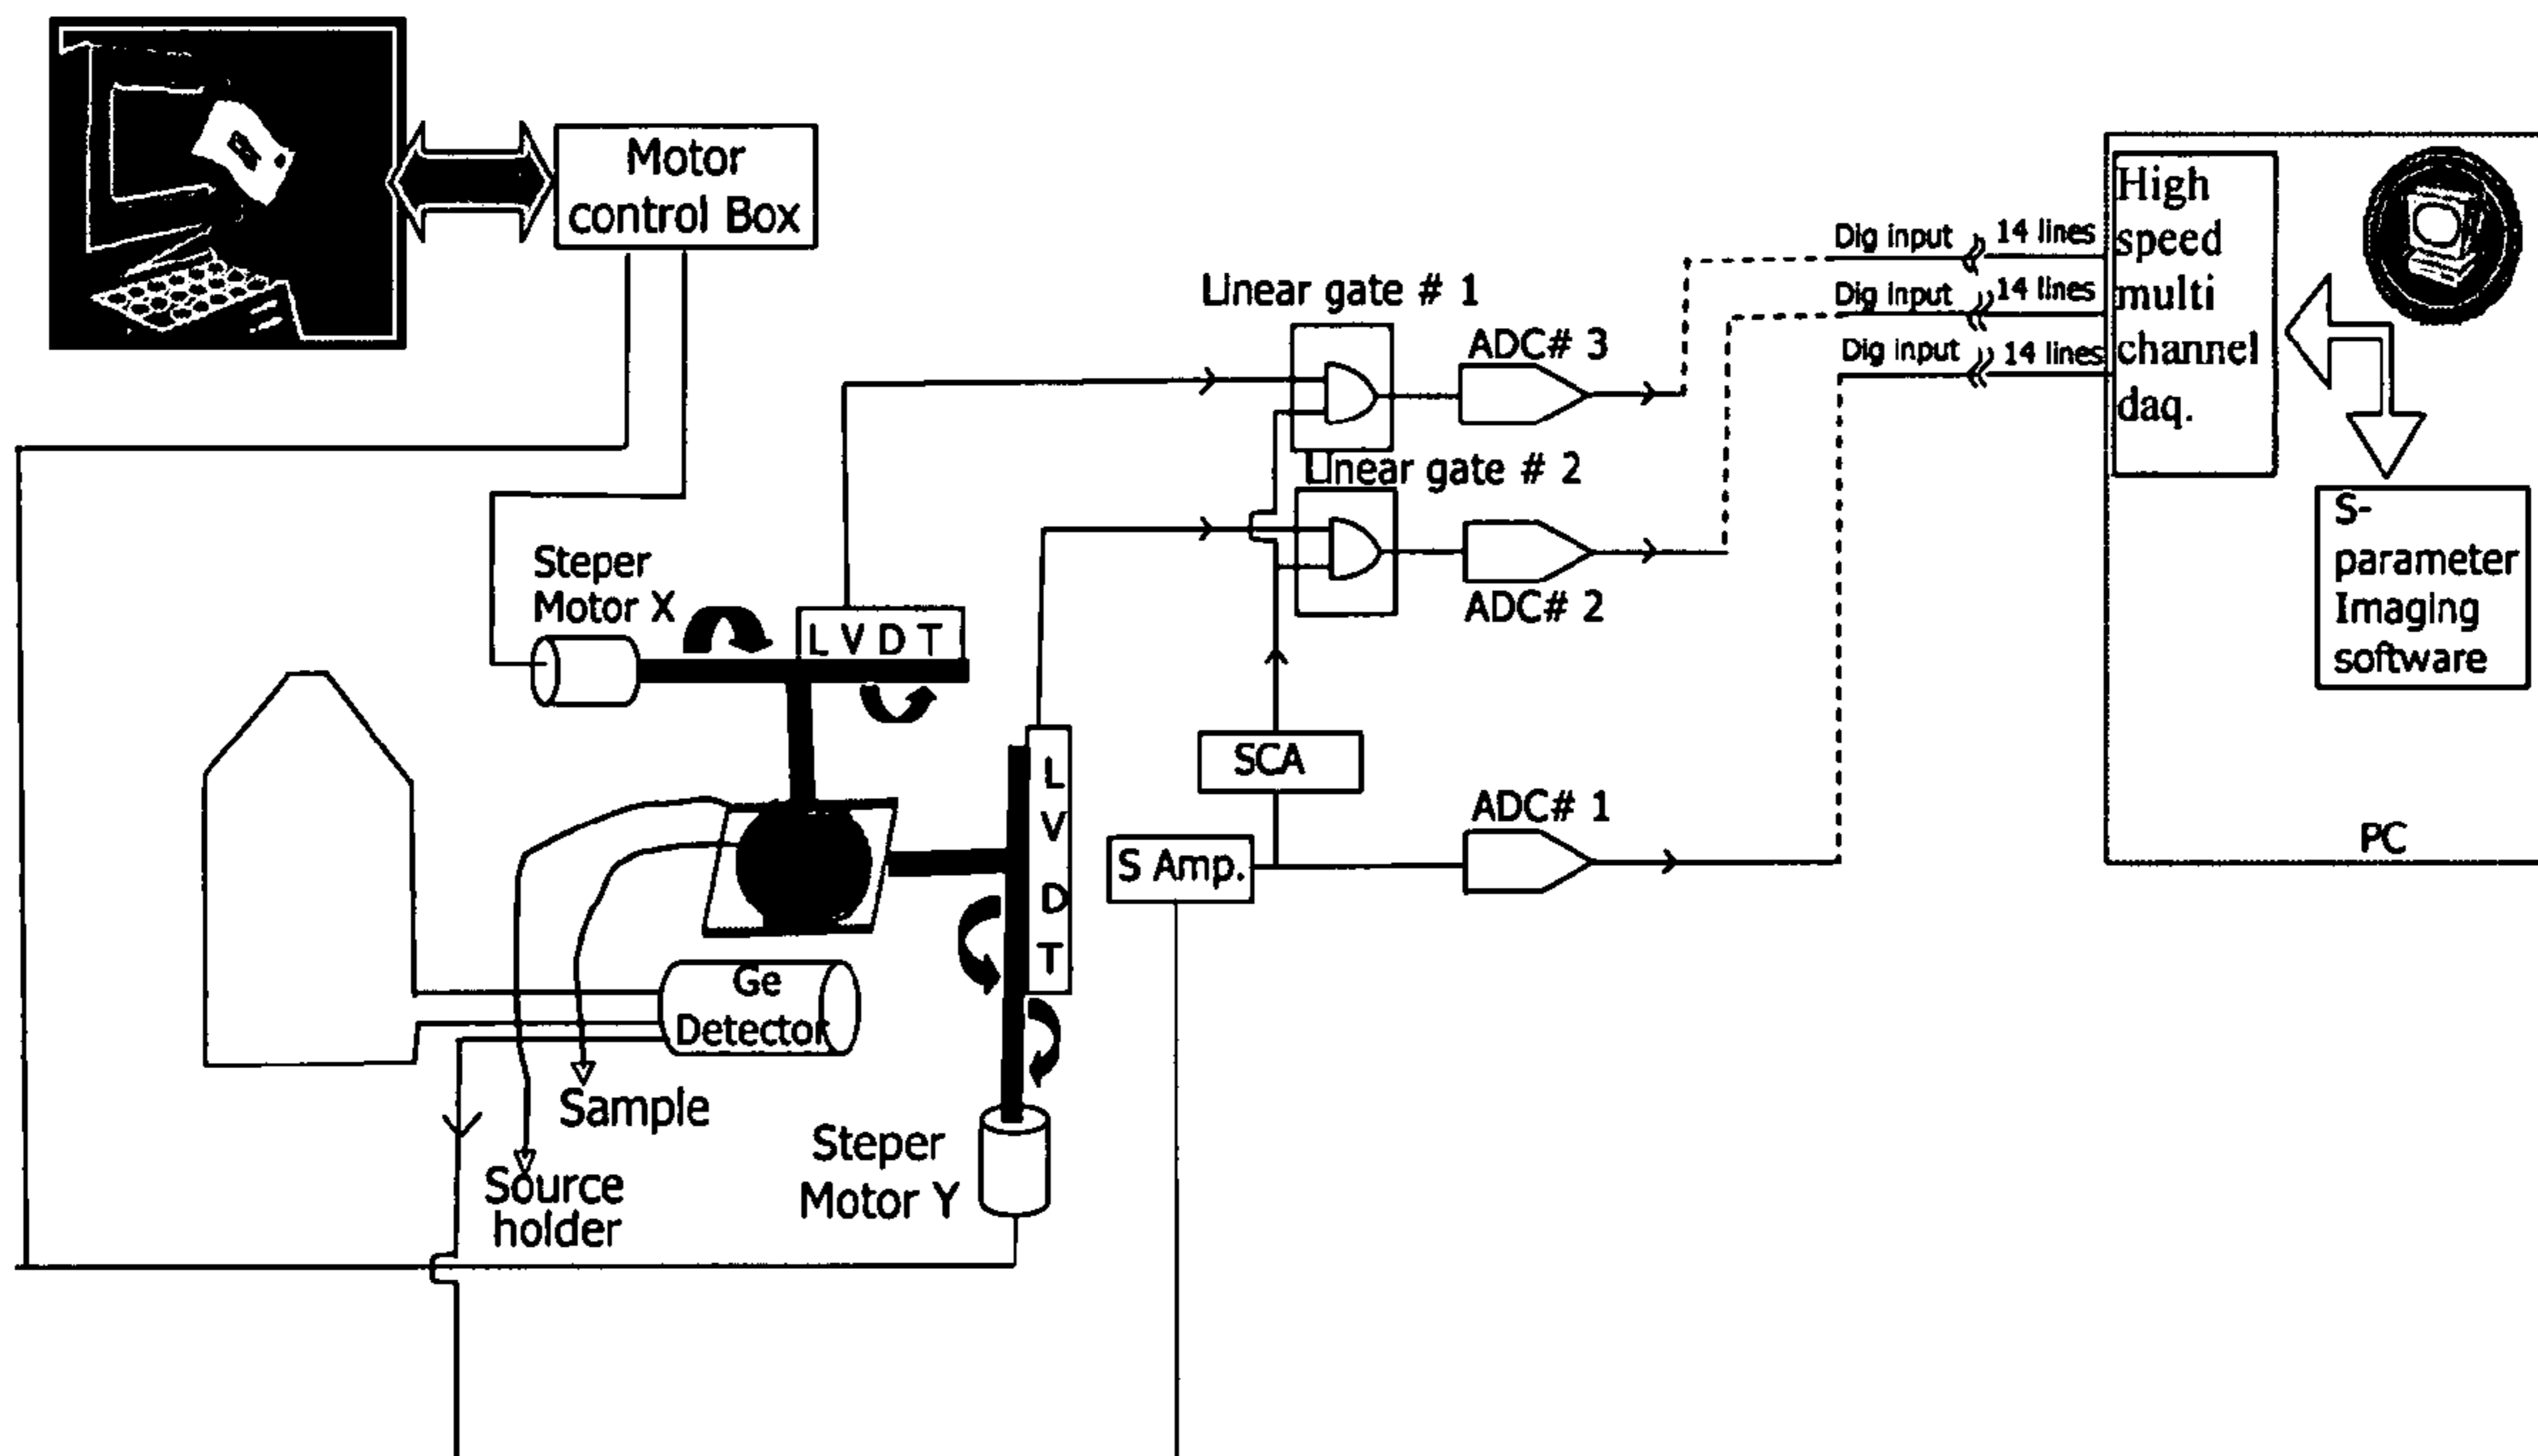 Motor
control Box
Linear gate # 1
ADC# 3
Dig input 14 lines
Dig input 14 lines
Dig input 14 lines
High
speed
multi
channel
daq.
Linear gate # 2
ADC# 2
S-
parameter
Imaging
software
Steper
Motor X
L V D T
L
V
D
T
SCA
S Amp.
ADC# 1
PC
Ge
Detector
Sample
Source
holder
Steper
Motor Y